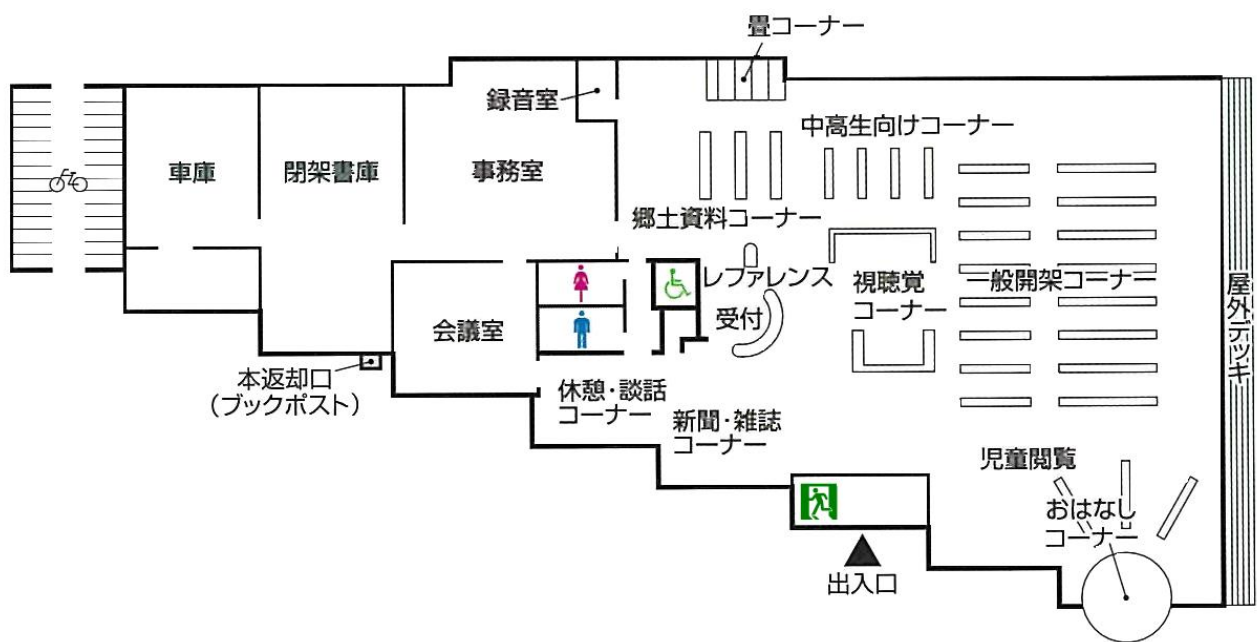 畳コーナー
録音室
中高生向けコーナー
車庫
閉架書庫
事務室
郷土資料コーナー
レファレンス
視聴覚
コーナー
一般開架コーナー
受付
会議室
屋外デッキ
本返却口
(ブックポスト)
休憩・談話
コーナー
新聞・雑誌
コーナー
児童閲覧
おはなし
コーナー
出入口